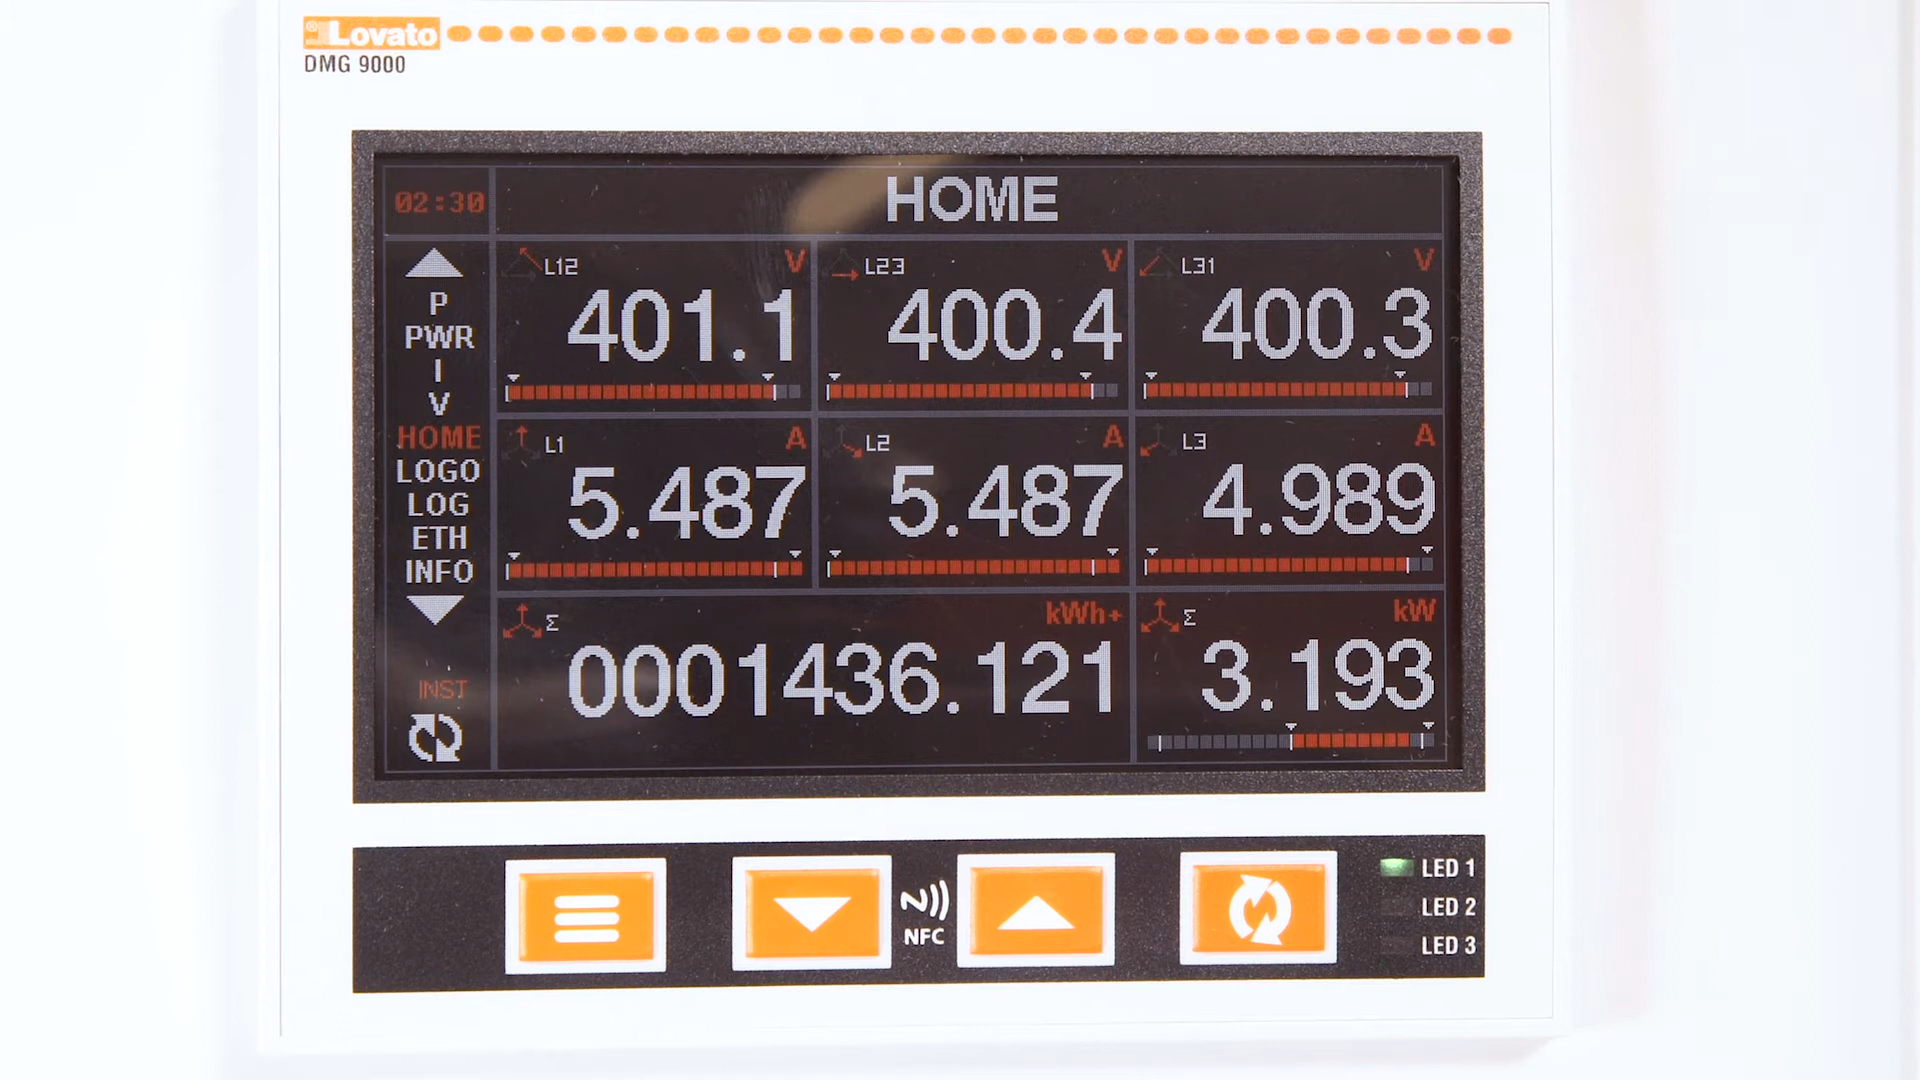 Lovato
DMG 9000
02:30
HOME
P
PWR
I
V
HOME
LOGO
LOG
ETH
INFO
INST
L12 V
401.1
L23 V
400.4
L31 V
400.3
L1 A
5.487
L2 A
5.487
L3 A
4.989
Σ kWh+
0001436.121
Σ kW
3.193
NFC
LED 1
LED 2
LED 3